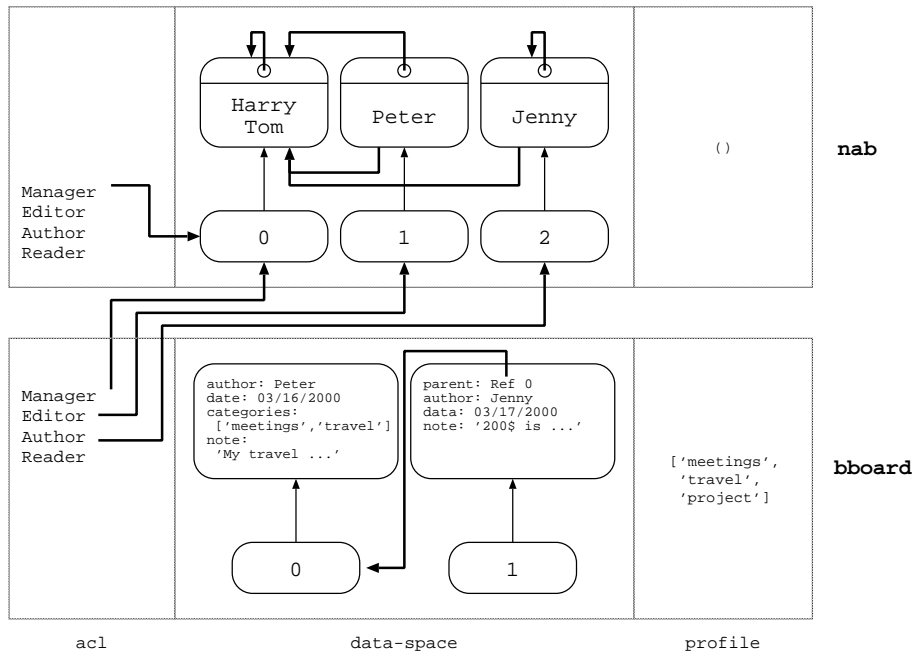 Harry
Tom
Peter
Jenny
()
nab
Manager
Editor
Author
Reader
0
1
2
Manager
Editor
Author
Reader
author: Peter
date: 03/16/2000
categories:
['meetings','travel']
note:
'My travel ...'
parent: Ref 0
author: Jenny
data: 03/17/2000
note: '200$ is ...'
['meetings',
'travel',
'project']
bboard
0
1
acl
data-space
profile